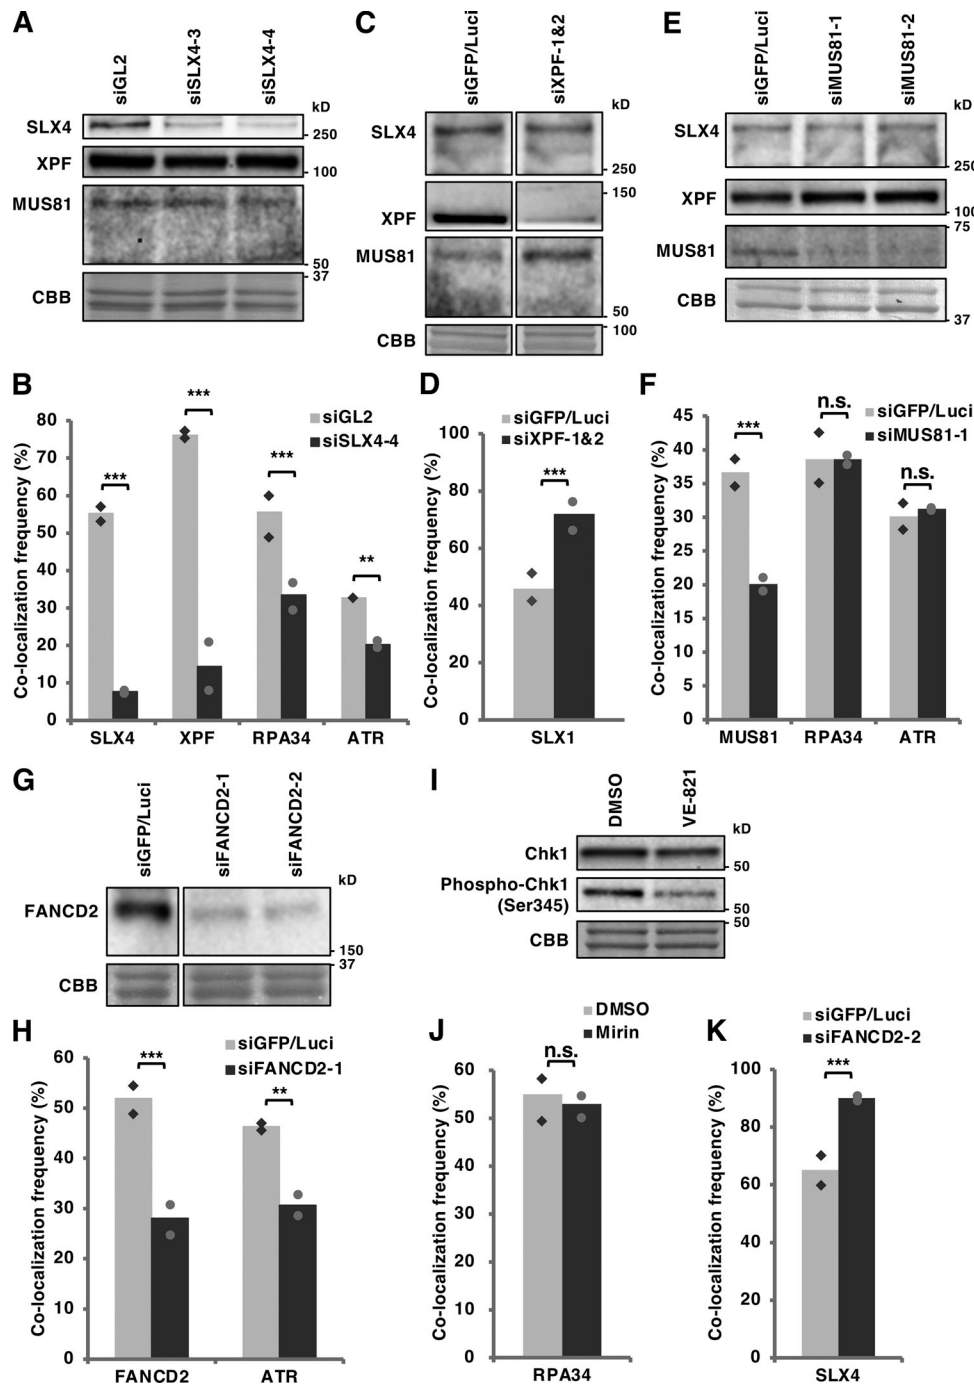 A
siGL2
siSLX4-3
siSLX4-4
kD
SLX4
250
XPF
100
MUS81
50
37
CBB
C
siGFP/Luci
siXPF-1&2
kD
SLX4
250
150
XPF
MUS81
50
100
CBB
E
siGFP/Luci
siMUS81-1
siMUS81-2
kD
SLX4
250
XPF
100
75
MUS81
CBB
37
B
siGL2
siSLX4-4
Co-localization frequency (%)
80
70
60
50
40
30
20
10
0
***
***
***
**
SLX4 XPF RPA34 ATR
D
siGFP/Luci
siXPF-1&2
Co-localization frequency (%)
100
80
60
40
20
0
***
SLX1
F
siGFP/Luci
siMUS81-1
Co-localization frequency (%)
45
40
35
30
25
20
15
10
5
0
***
n.s.
n.s.
MUS81 RPA34 ATR
G
siGFP/Luci
siFANCD2-1
siFANCD2-2
kD
FANCD2
150
37
CBB
I
DMSO
VE-821
kD
Chk1
50
Phospho-Chk1
(Ser345)
50
50
CBB
H
siGFP/Luci
siFANCD2-1
Co-localization frequency (%)
60
50
40
30
20
10
0
***
**
FANCD2 ATR
J
DMSO
Mirin
Co-localization frequency (%)
60
50
40
30
20
10
0
n.s.
RPA34
K
siGFP/Luci
siFANCD2-2
Co-localization frequency (%)
100
80
60
40
20
0
***
SLX4